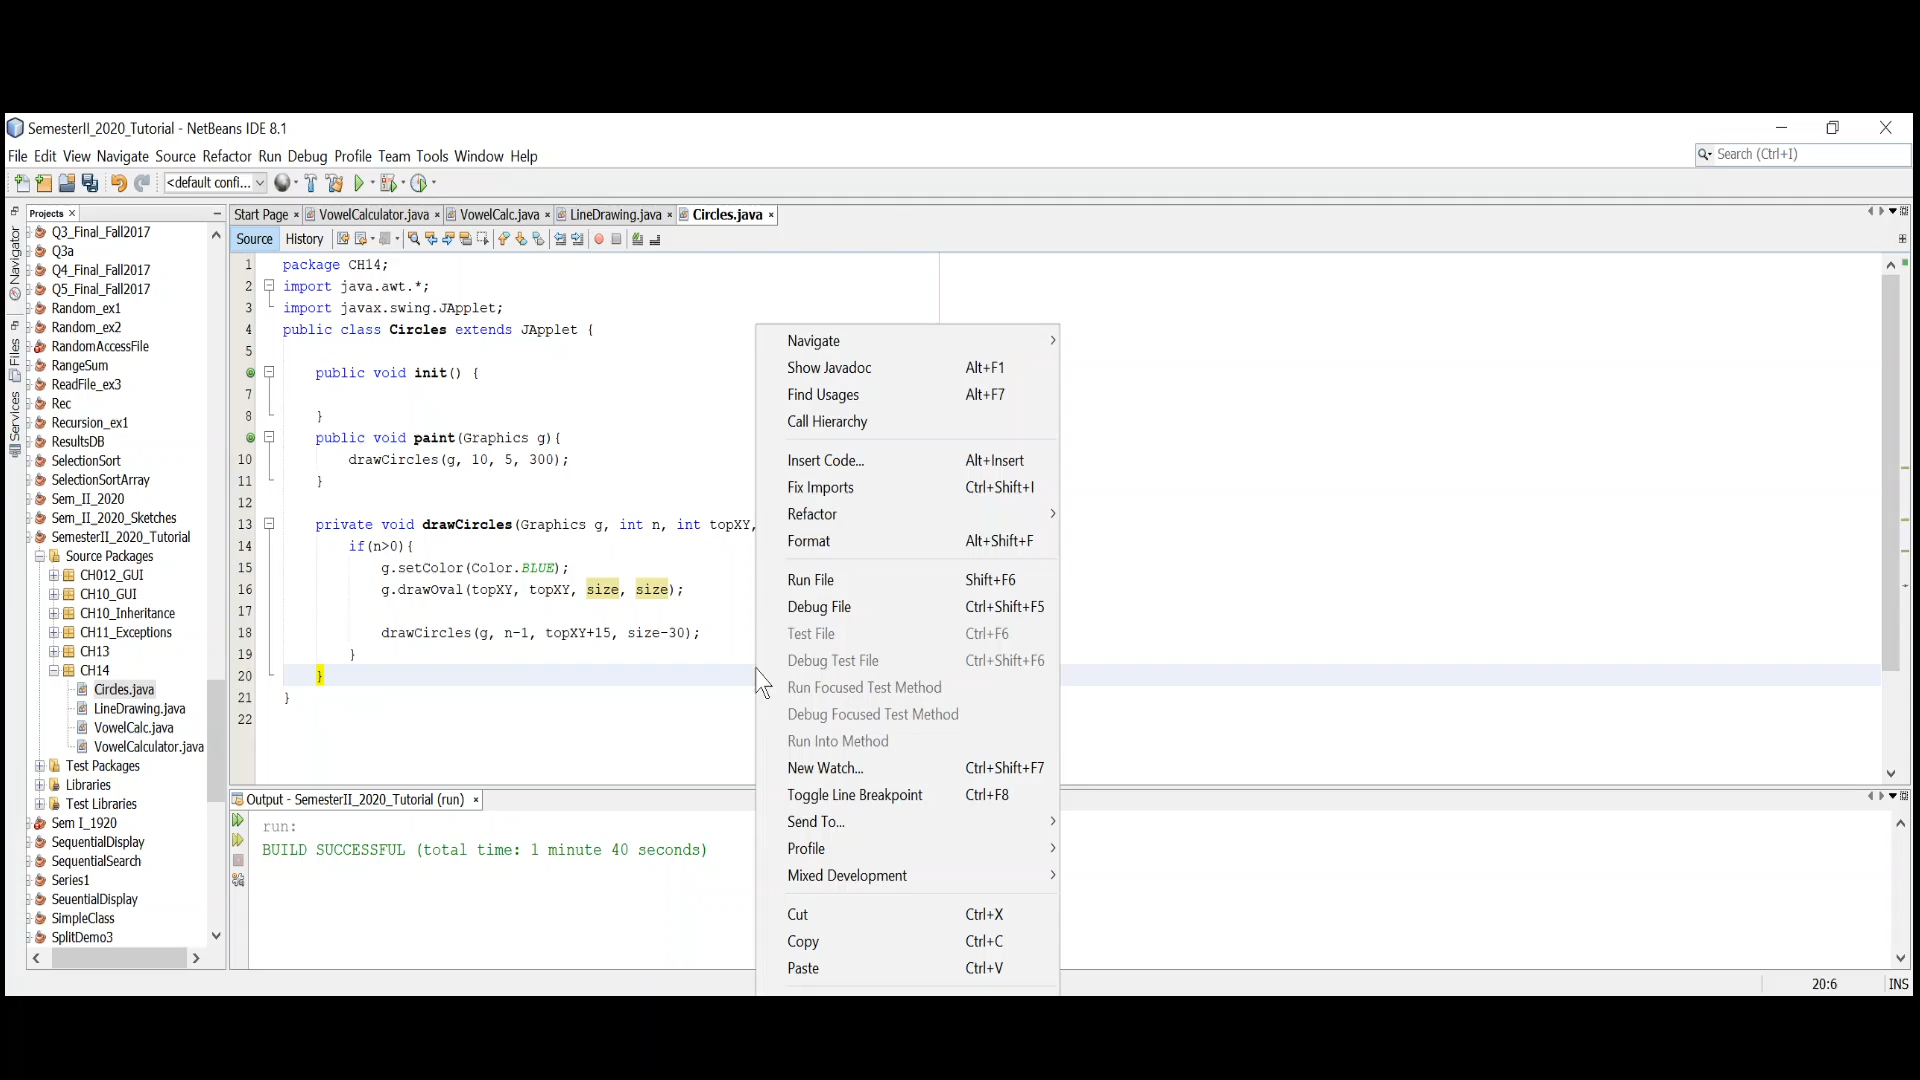 SemesterII_2020_Tutorial - NetBeans IDE 8.1
File Edit View Navigate Source Refactor Run Debug Profile Team Tools Window Help
Search (Ctrl+I)
<default confi...
Projects
Start Page VowelCalculator.java VowelCalc.java LineDrawing.java Circles.java
Source History
Navigator
Files
Services
Q3_Final_Fall2017
Q3a
Q4_Final_Fall2017
Q5_Final_Fall2017
Random_ex1
Random_ex2
RandomAccessFile
RangeSum
ReadFile_ex3
Rec
Recursion_ex1
ResultsDB
SelectionSort
SelectionSortArray
Sem_II_2020
Sem_II_2020_Sketches
SemesterII_2020_Tutorial
Source Packages
CH012_GUI
CH10_GUI
CH10_Inheritance
CH11_Exceptions
CH13
CH14
Circles.java
LineDrawing.java
VowelCalc.java
VowelCalculator.java
Test Packages
Libraries
Test Libraries
Sem I_1920
SequentialDisplay
SequentialSearch
Series1
SeuentialDisplay
SimpleClass
SplitDemo3
1 package CH14;
2 import java.awt.*;
3 import javax.swing.JApplet;
4 public class Circles extends JApplet {
5
public void init() {
7
8 }
public void paint(Graphics g){
10 drawCircles(g, 10, 5, 300);
11 }
12
13 private void drawCircles(Graphics g, int n, int topXY,
14 if(n>0){
15 g.setColor(Color.BLUE);
16 g.drawOval(topXY, topXY, size, size);
17
18 drawCircles(g, n-1, topXY+15, size-30);
19 }
20 }
21 }
22
Navigate
Show Javadoc Alt+F1
Find Usages Alt+F7
Call Hierarchy
Insert Code... Alt+Insert
Fix Imports Ctrl+Shift+I
Refactor
Format Alt+Shift+F
Run File Shift+F6
Debug File Ctrl+Shift+F5
Test File Ctrl+F6
Debug Test File Ctrl+Shift+F6
Run Focused Test Method
Debug Focused Test Method
Run Into Method
New Watch... Ctrl+Shift+F7
Toggle Line Breakpoint Ctrl+F8
Send To...
Profile
Mixed Development
Cut Ctrl+X
Copy Ctrl+C
Paste Ctrl+V
Output - SemesterII_2020_Tutorial (run)
run:
BUILD SUCCESSFUL (total time: 1 minute 40 seconds)
20:6 INS